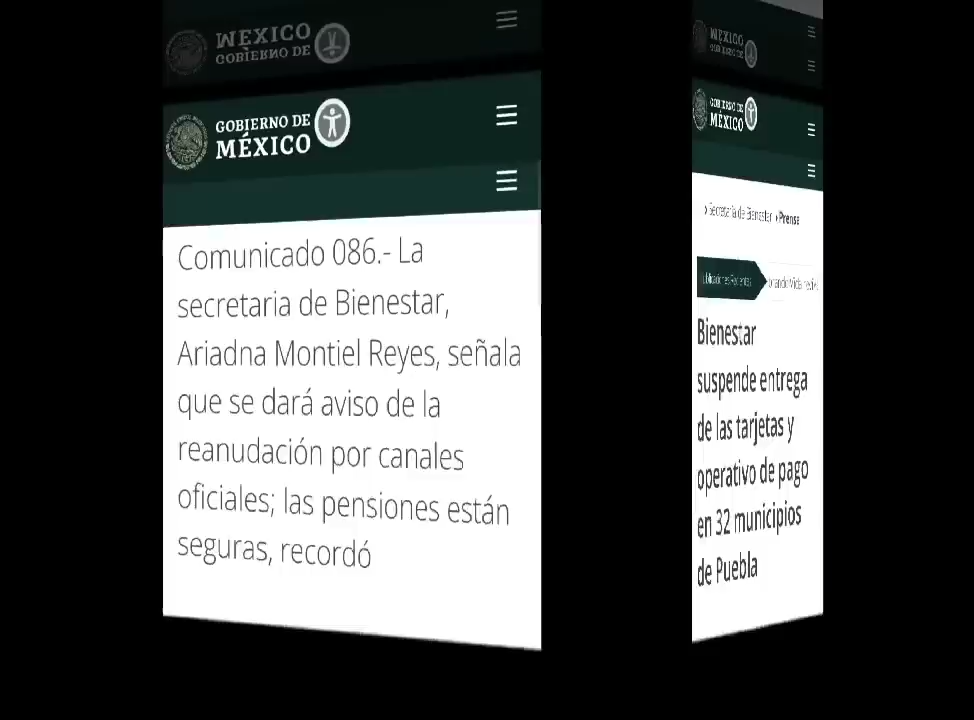 MÉXICO
GOBIERNO DE
GOBIERNO DE
MÉXICO
Comunicado 086.- La
secretaria de Bienestar,
Ariadna Montiel Reyes, señala
que se dará aviso de la
reanudación por canales
oficiales; las pensiones están
seguras, recordó
MÉXICO
GOBIERNO DE
GOBIERNO DE
MÉXICO
› Secretaría de Bienestar › Prensa
Bienestar
suspende entrega
de las tarjetas y
operativo de pago
en 32 municipios
de Puebla